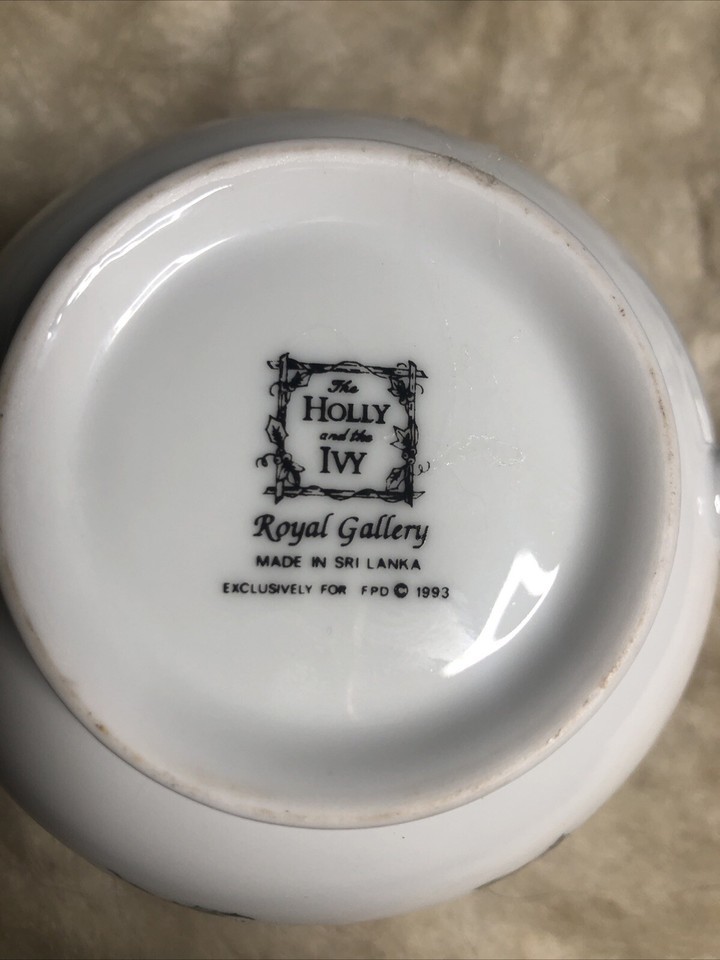 The
HOLLY
and the
IVY
Royal Gallery
MADE IN SRI LANKA
EXCLUSIVELY FOR FPD © 1993